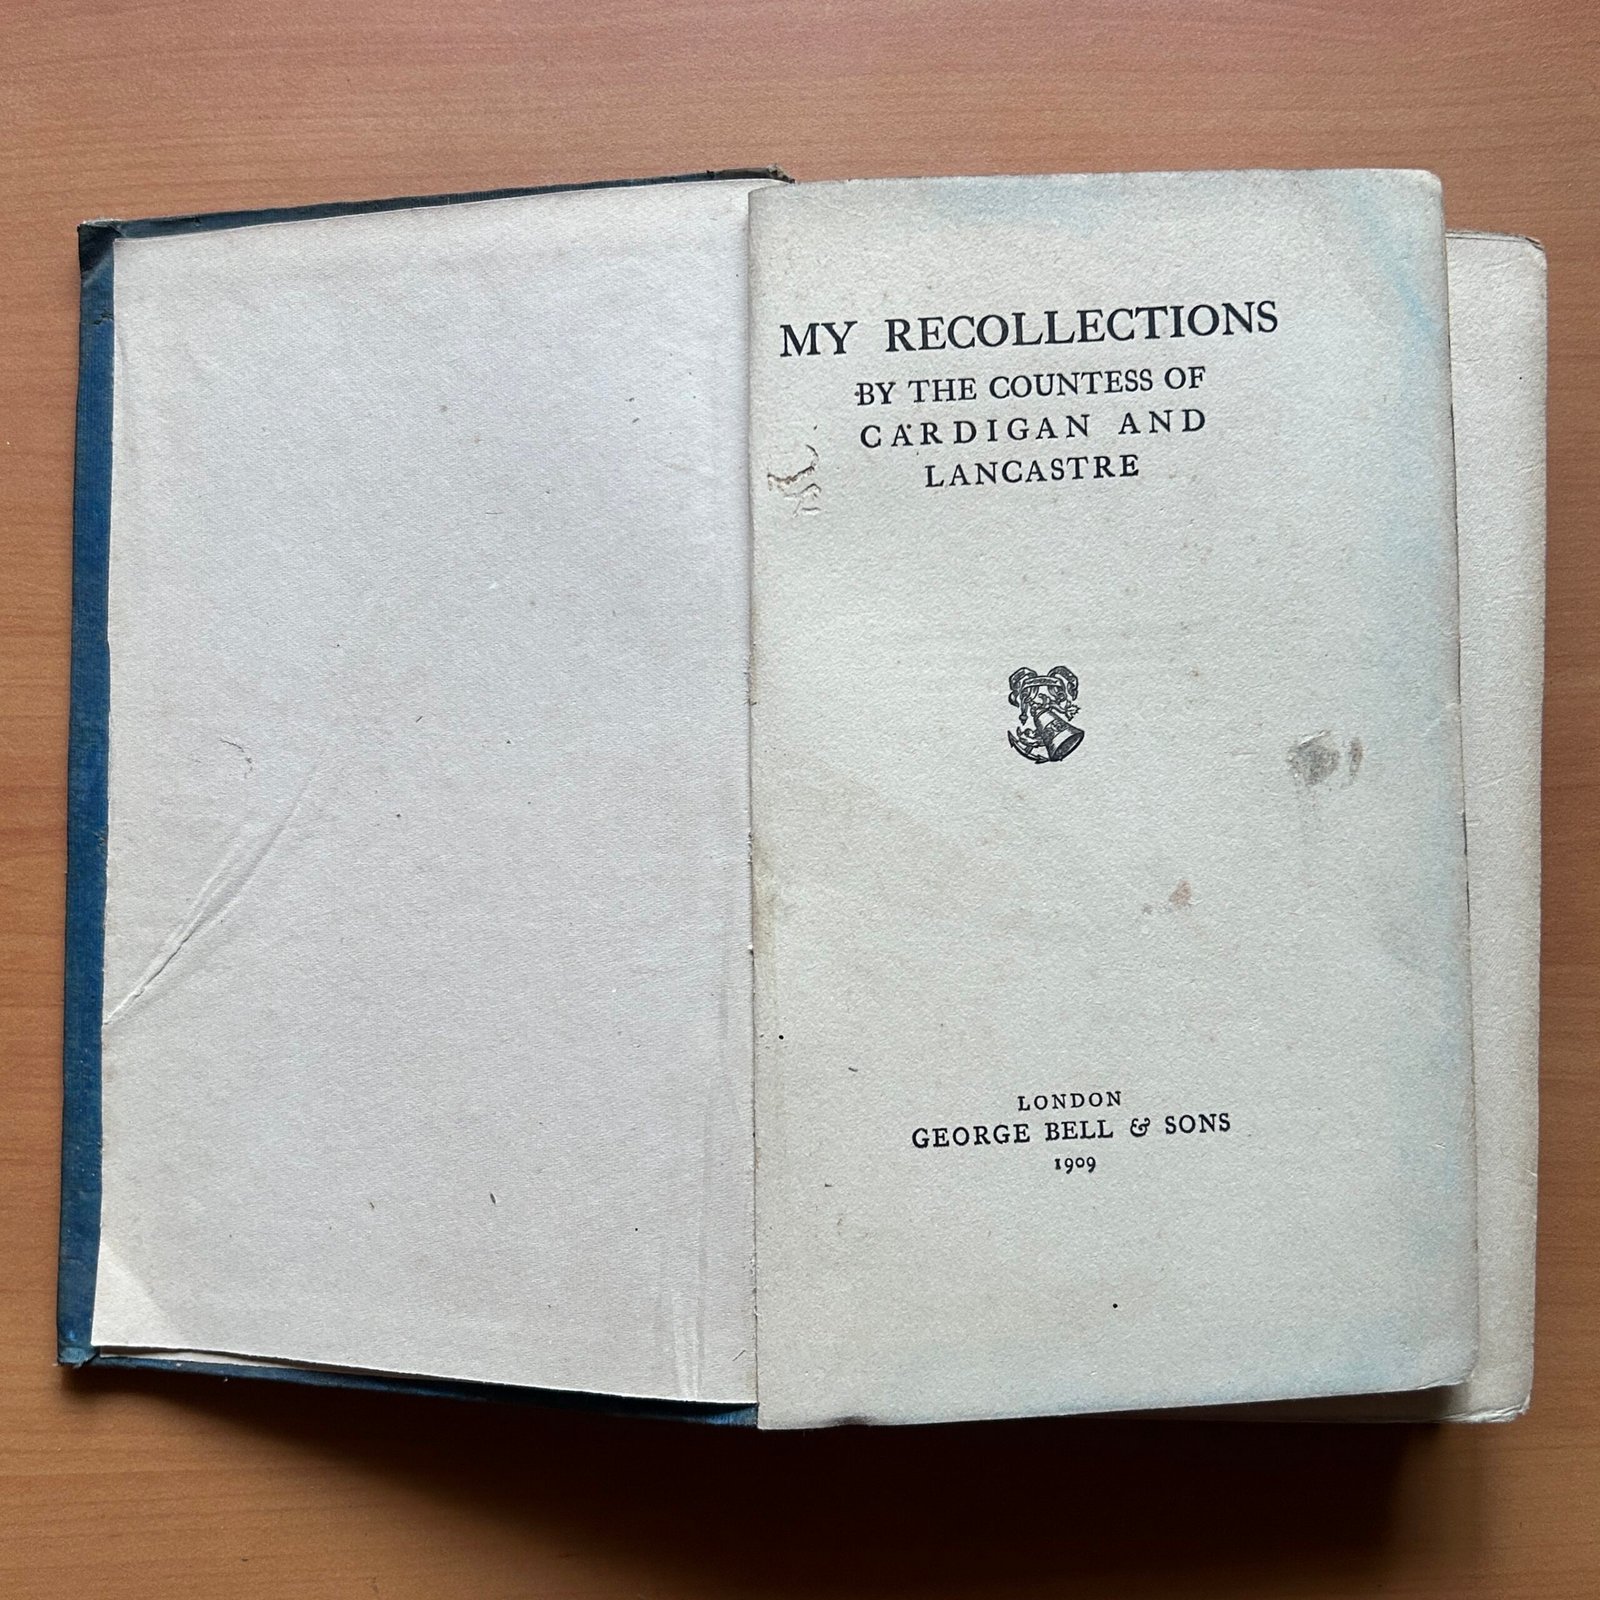 MY RECOLLECTIONS
BY THE COUNTESS OF
CARDIGAN AND
LANCASTRE
LONDON
GEORGE BELL & SONS
1909